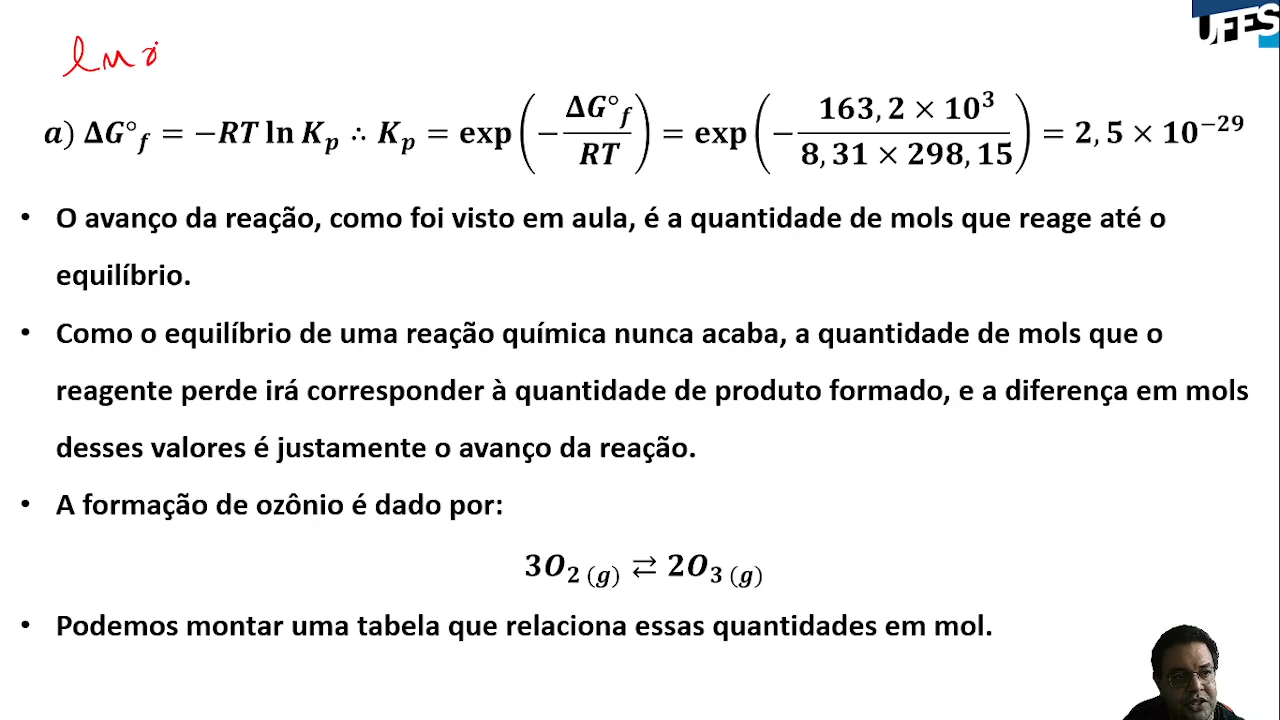 UFES
ln x
a) ΔG°f = −RT ln Kp ∴ Kp = exp(−ΔG°f/RT) = exp(−163,2 × 10³/8,31 × 298,15) = 2,5 × 10⁻²⁹
• O avanço da reação, como foi visto em aula, é a quantidade de mols que reage até o
equilíbrio.
• Como o equilíbrio de uma reação química nunca acaba, a quantidade de mols que o
reagente perde irá corresponder à quantidade de produto formado, e a diferença em mols
desses valores é justamente o avanço da reação.
• A formação de ozônio é dado por:
3O₂ (g) ⇄ 2O₃ (g)
• Podemos montar uma tabela que relaciona essas quantidades em mol.